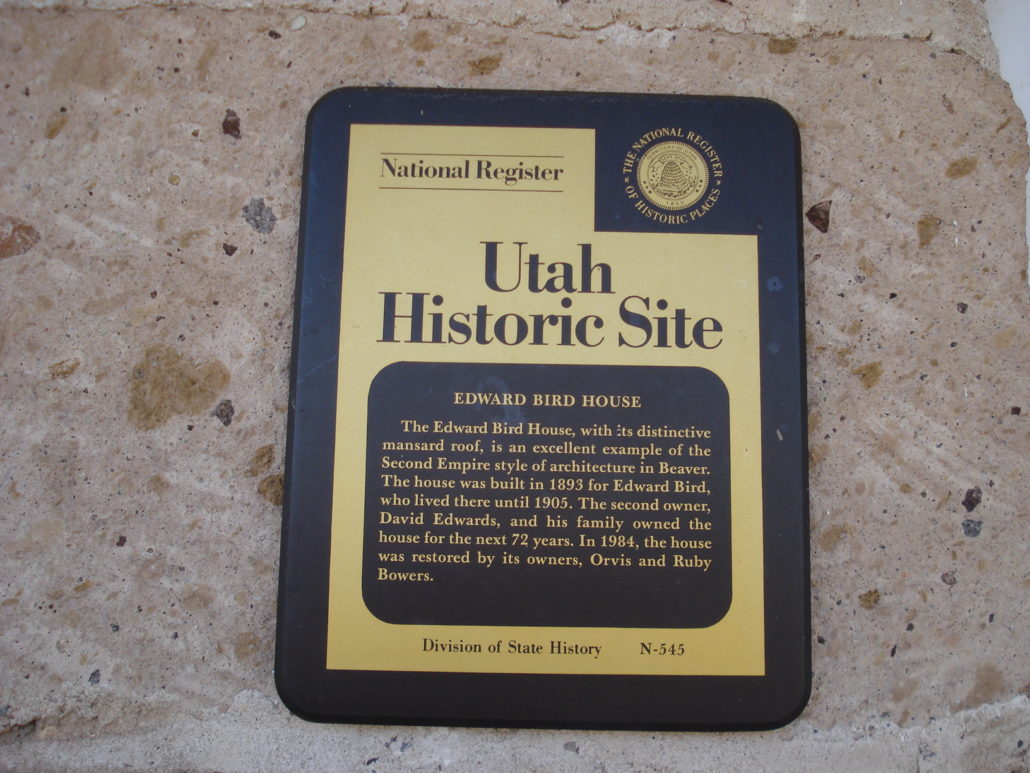 National Register
THE NATIONAL REGISTER
OF HISTORIC PLACES
Utah
Historic Site
EDWARD BIRD HOUSE
The Edward Bird House, with its distinctive
mansard roof, is an excellent example of the
Second Empire style of architecture in Beaver.
The house was built in 1893 for Edward Bird,
who lived there until 1905. The second owner,
David Edwards, and his family owned the
house for the next 72 years. In 1984, the house
was restored by its owners, Orvis and Ruby
Bowers.
Division of State History N-545